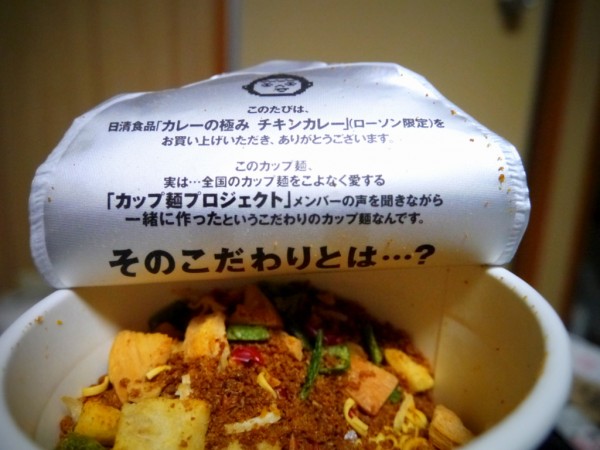 このたびは、
日清食品「カレーの極み チキンカレー」(ローソン限定)を
お買い上げいただき、ありがとうございます。
このカップ麺、
実は…全国のカップ麺をこよなく愛する
「カップ麺プロジェクト」メンバーの声を聞きながら
一緒に作ったというこだわりのカップ麺なんです。
そのこだわりとは…?